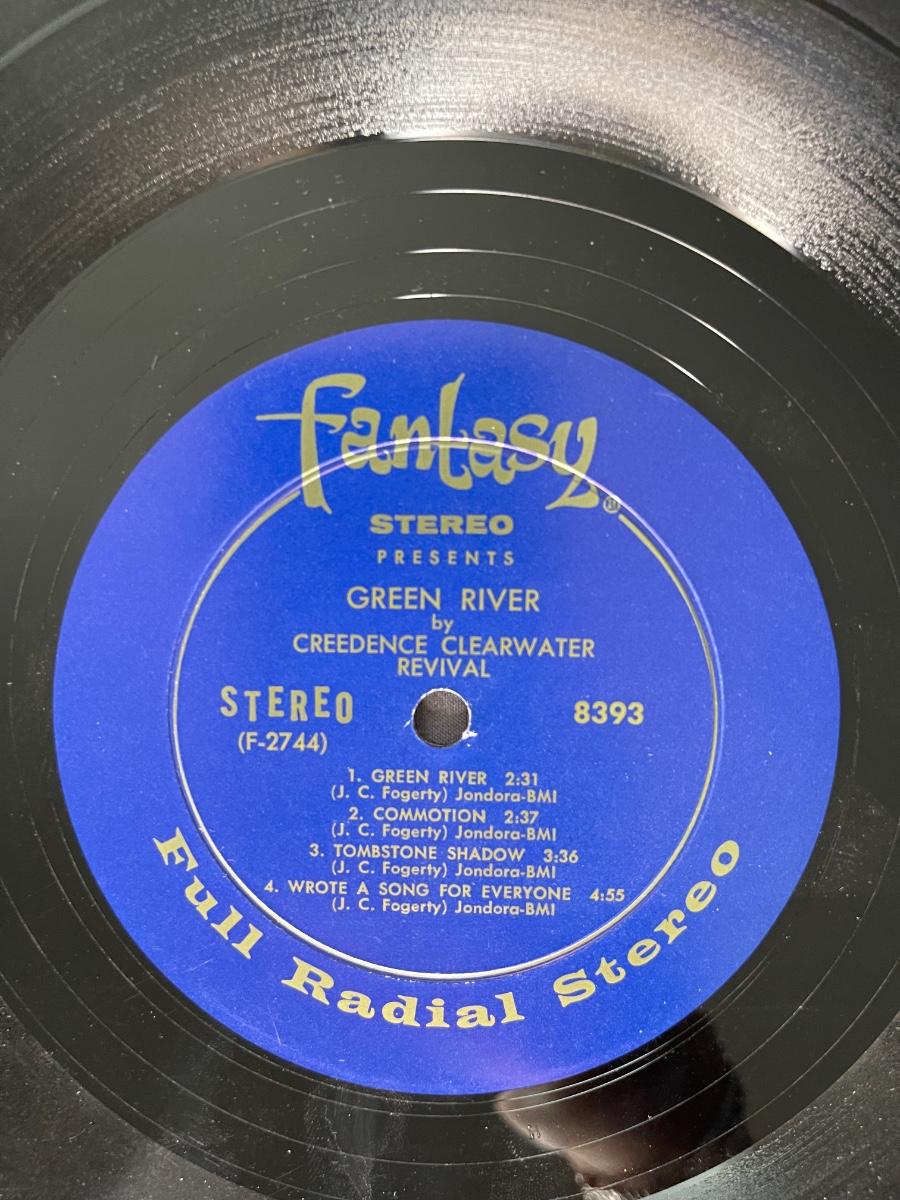 Fantasy®
STEREO
PRESENTS
GREEN RIVER
by
CREEDENCE CLEARWATER
REVIVAL
STEREO 8393
(F-2744)
1. GREEN RIVER 2:31
(J. C. Fogerty) Jondora-BMI
2. COMMOTION 2:37
(J. C. Fogerty) Jondora-BMI
3. TOMBSTONE SHADOW 3:36
(J. C. Fogerty) Jondora-BMI
4. WROTE A SONG FOR EVERYONE 4:55
(J. C. Fogerty) Jondora-BMI
Full Radial Stereo